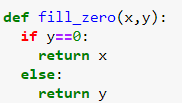 def fill_zero(x,y):
    if y==0:
        return x
    else:
        return y